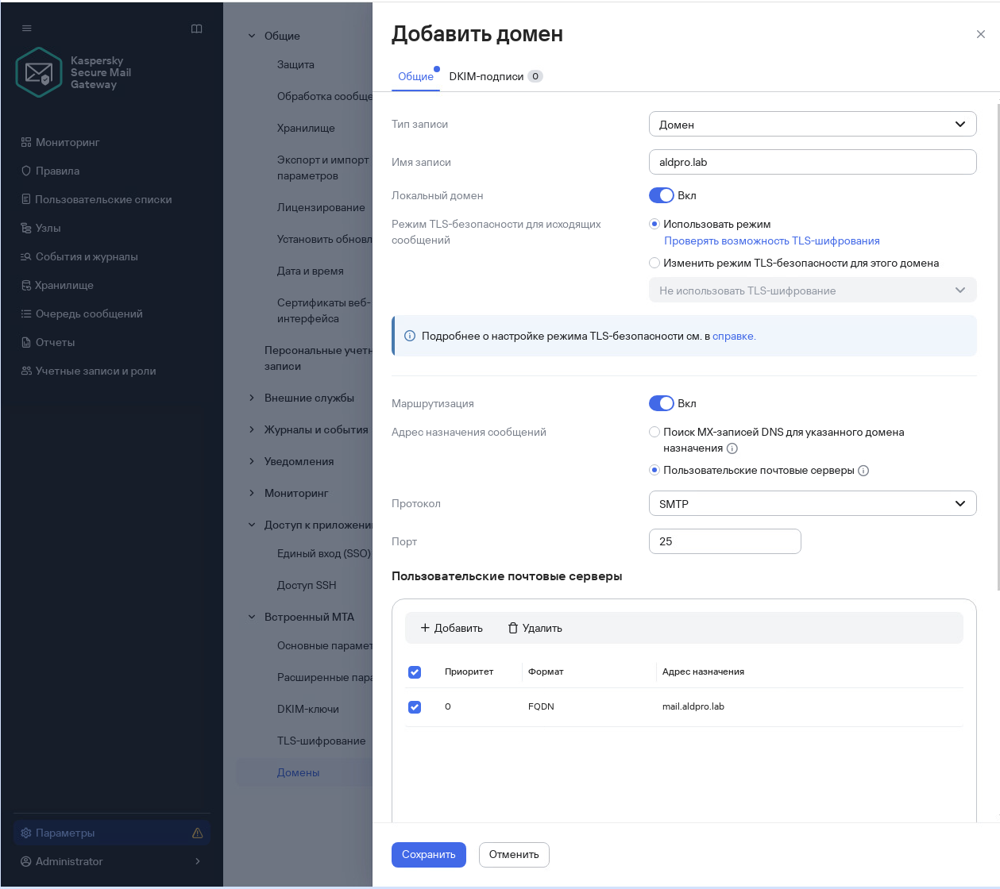 Kaspersky
Secure Mail
Gateway
Мониторинг
Правила
Пользовательские списки
Узлы
События и журналы
Хранилище
Очередь сообщений
Отчеты
Учетные записи и роли
Параметры
Administrator
Общие
Защита
Обработка сообще
Хранилище
Экспорт и импорт
параметров
Лицензирование
Установить обновл
Дата и время
Сертификаты веб-
интерфейса
Персональные учетн
записи
Внешние службы
Журналы и события
Уведомления
Мониторинг
Доступ к приложени
Единый вход (SSO)
Доступ SSH
Встроенный MTA
Основные парамет
Расширенные пара
DKIM-ключи
TLS-шифрование
Домены
Добавить домен
Общие
DKIM-подписи 0
Тип записи
Домен
Имя записи
aldpro.lab
Локальный домен
Вкл
Режим TLS-безопасности для исходящих
сообщений
Использовать режим
Проверять возможность TLS-шифрования
Изменить режим TLS-безопасности для этого домена
Не использовать TLS-шифрование
Подробнее о настройке режима TLS-безопасности см. в справке.
Маршрутизация
Вкл
Адрес назначения сообщений
Поиск MX-записей DNS для указанного домена
назначения
Пользовательские почтовые серверы
Протокол
SMTP
Порт
25
Пользовательские почтовые серверы
Добавить
Удалить
Приоритет Формат Адрес назначения
0 FQDN mail.aldpro.lab
Сохранить
Отменить